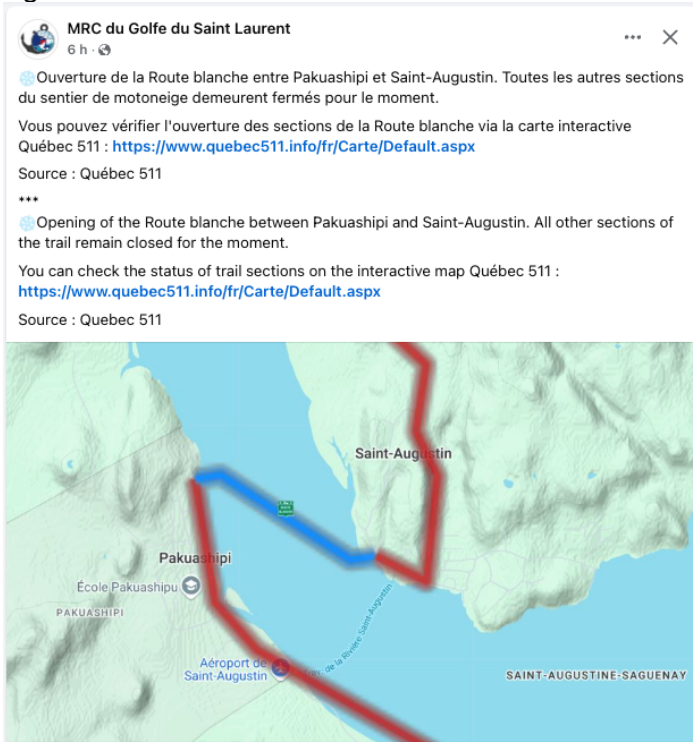 MRC du Golfe du Saint Laurent
6 h
Ouverture de la Route blanche entre Pakuashipi et Saint-Augustin. Toutes les autres sections
du sentier de motoneige demeurent fermés pour le moment.
Vous pouvez vérifier l'ouverture des sections de la Route blanche via la carte interactive
Québec 511 : https://www.quebec511.info/fr/Carte/Default.aspx
Source : Québec 511
***
Opening of the Route blanche between Pakuashipi and Saint-Augustin. All other sections of
the trail remain closed for the moment.
You can check the status of trail sections on the interactive map Québec 511 :
https://www.quebec511.info/fr/Carte/Default.aspx
Source : Quebec 511
Saint-Augustin
Pakuashipi
École Pakuashipu
PAKUASHIPI
Aéroport de
Saint-Augustin
de la Rivière Saint-Augustin
SAINT-AUGUSTINE-SAGUENAY